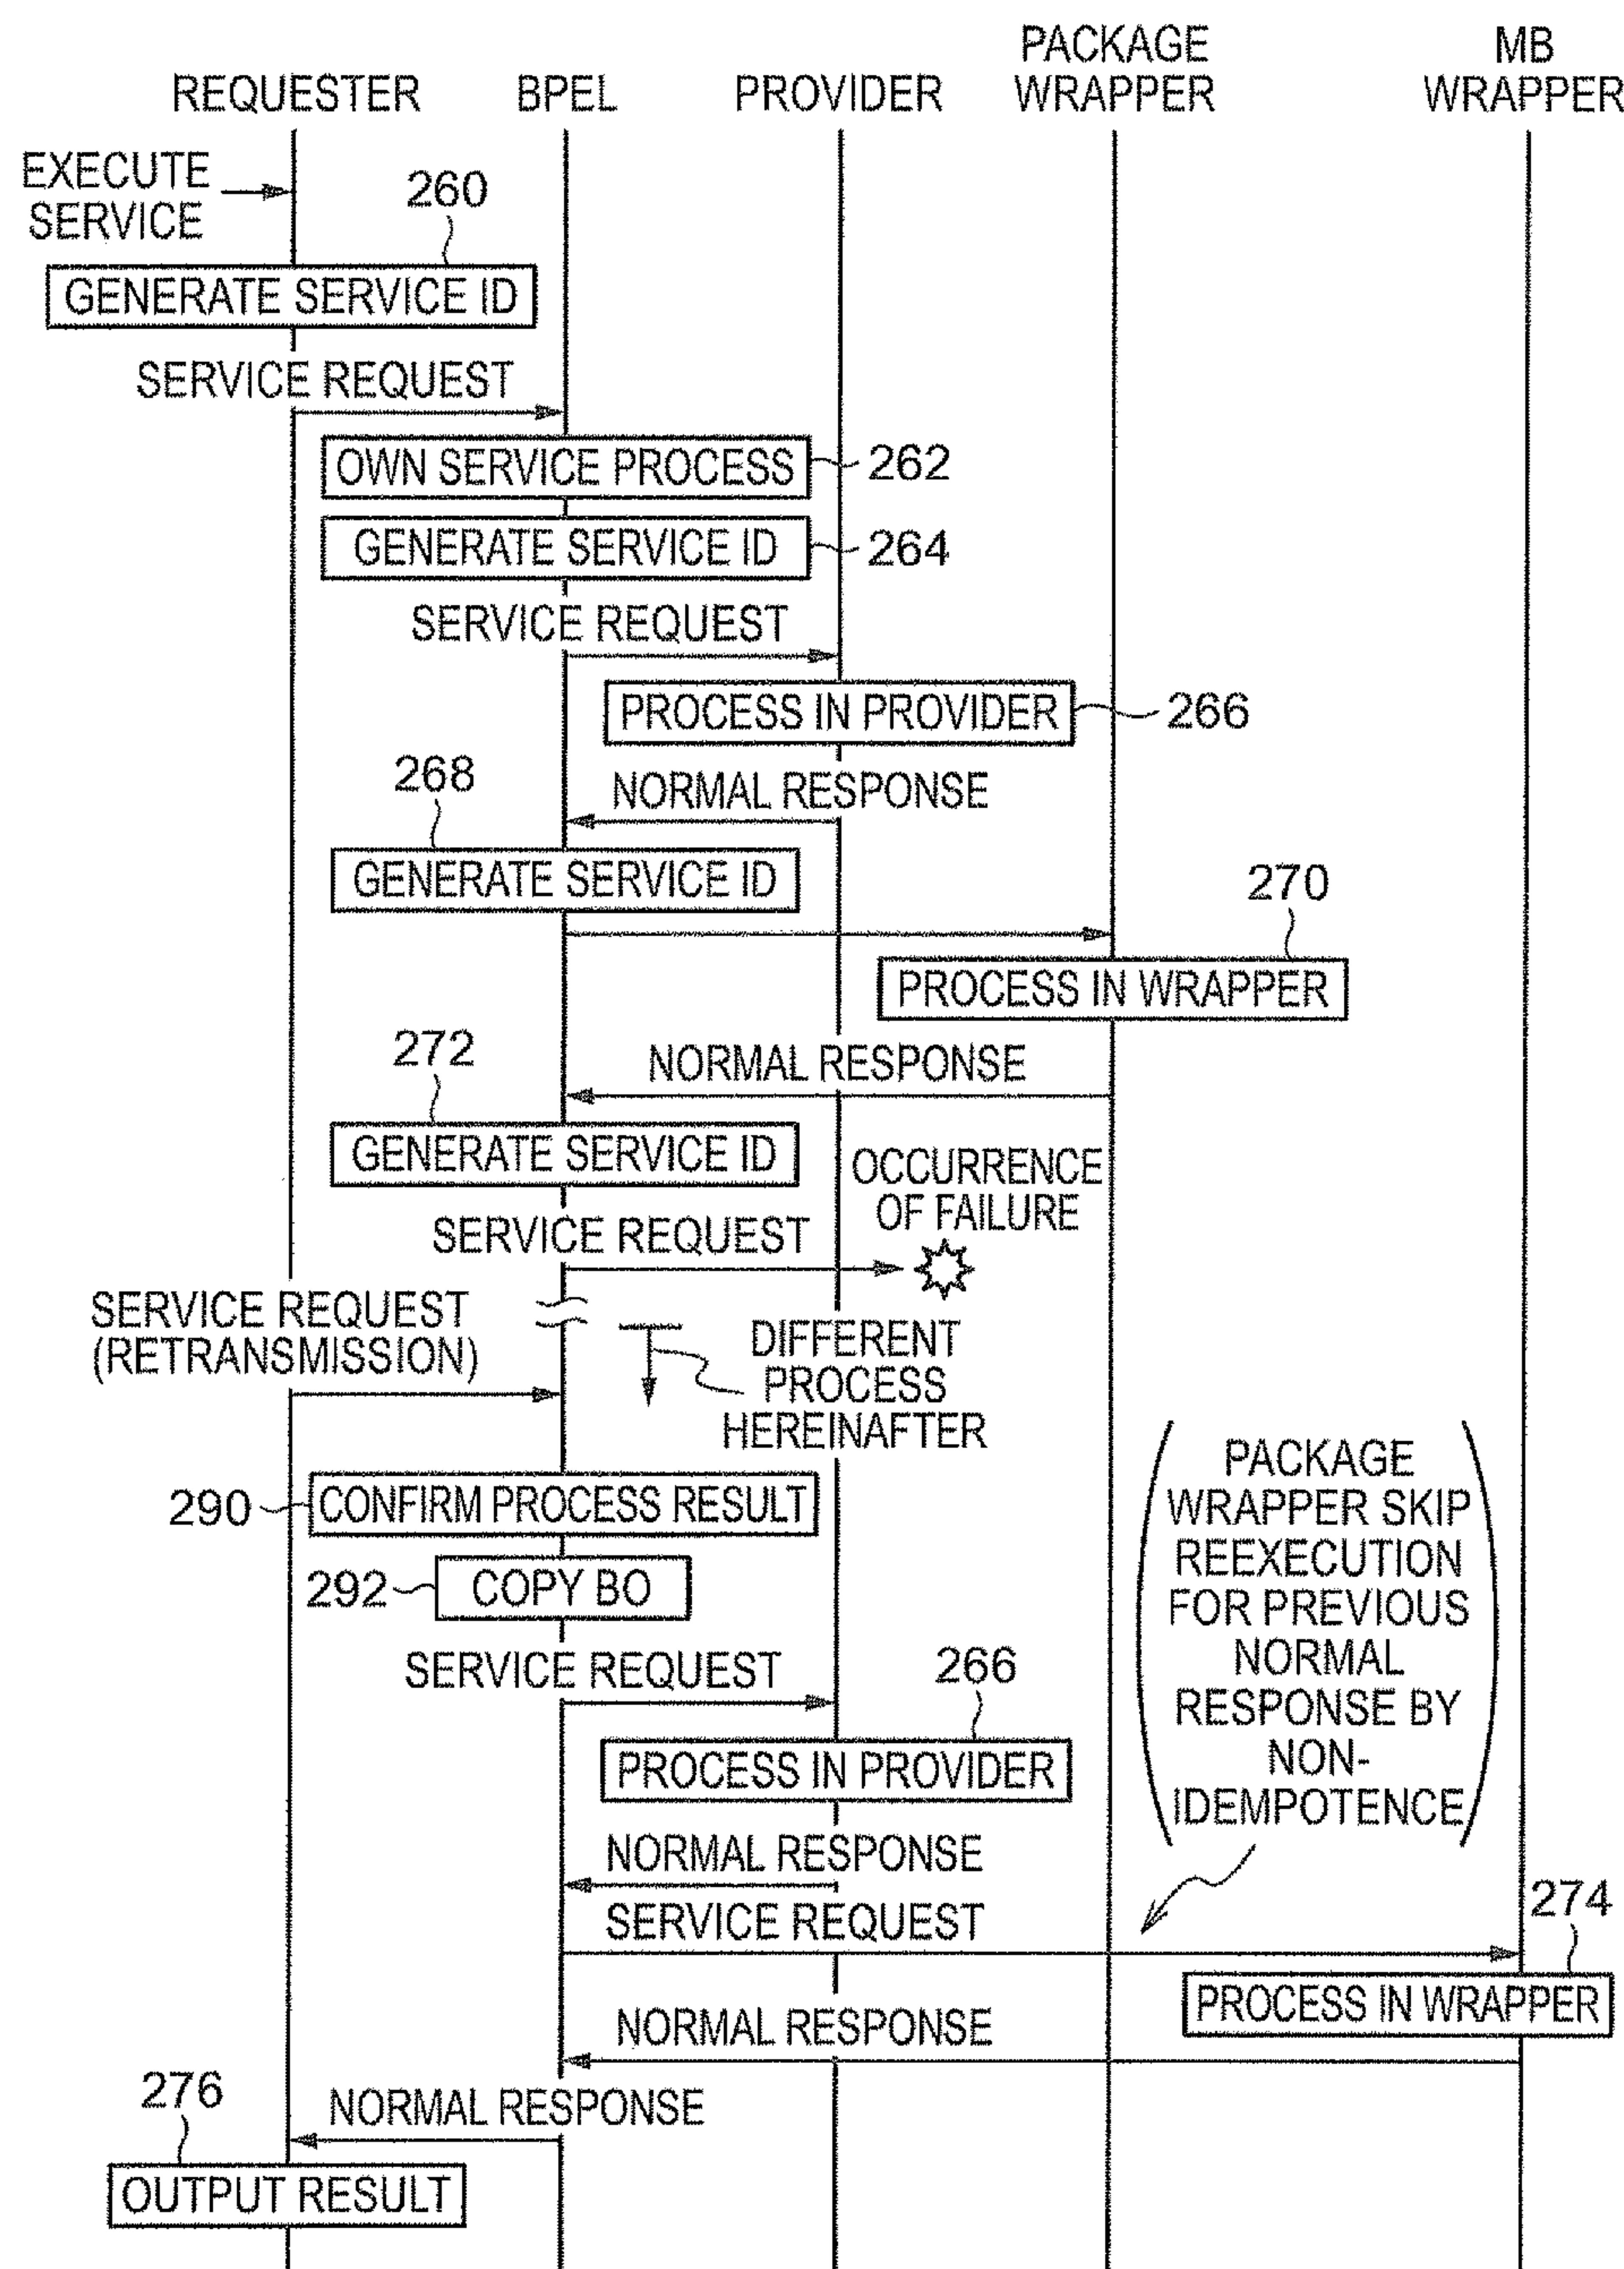 PACKAGE
WRAPPER
MB
WRAPPER
REQUESTER
BPEL
PROVIDER
EXECUTE
SERVICE
260
GENERATE SERVICE ID
SERVICE REQUEST
OWN SERVICE PROCESS
262
GENERATE SERVICE ID
264
SERVICE REQUEST
PROCESS IN PROVIDER
266
268
NORMAL RESPONSE
GENERATE SERVICE ID
270
PROCESS IN WRAPPER
272
NORMAL RESPONSE
GENERATE SERVICE ID
OCCURRENCE
OF FAILURE
SERVICE REQUEST
SERVICE REQUEST
(RETRANSMISSION)
DIFFERENT
PROCESS
HEREINAFTER
290
CONFIRM PROCESS RESULT
292
COPY BO
PACKAGE
WRAPPER SKIP
REEXECUTION
FOR PREVIOUS
NORMAL
RESPONSE BY
NON-
IDEMPOTENCE
SERVICE REQUEST
266
PROCESS IN PROVIDER
NORMAL RESPONSE
SERVICE REQUEST
274
PROCESS IN WRAPPER
NORMAL RESPONSE
276
NORMAL RESPONSE
OUTPUT RESULT